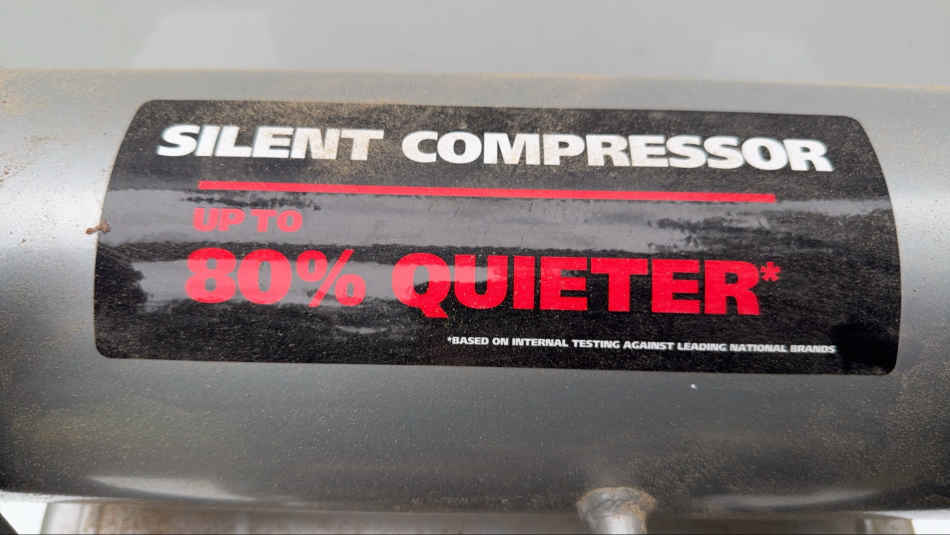 SILENT COMPRESSOR
UP TO
80% QUIETER*
*BASED ON INTERNAL TESTING AGAINST LEADING NATIONAL BRANDS